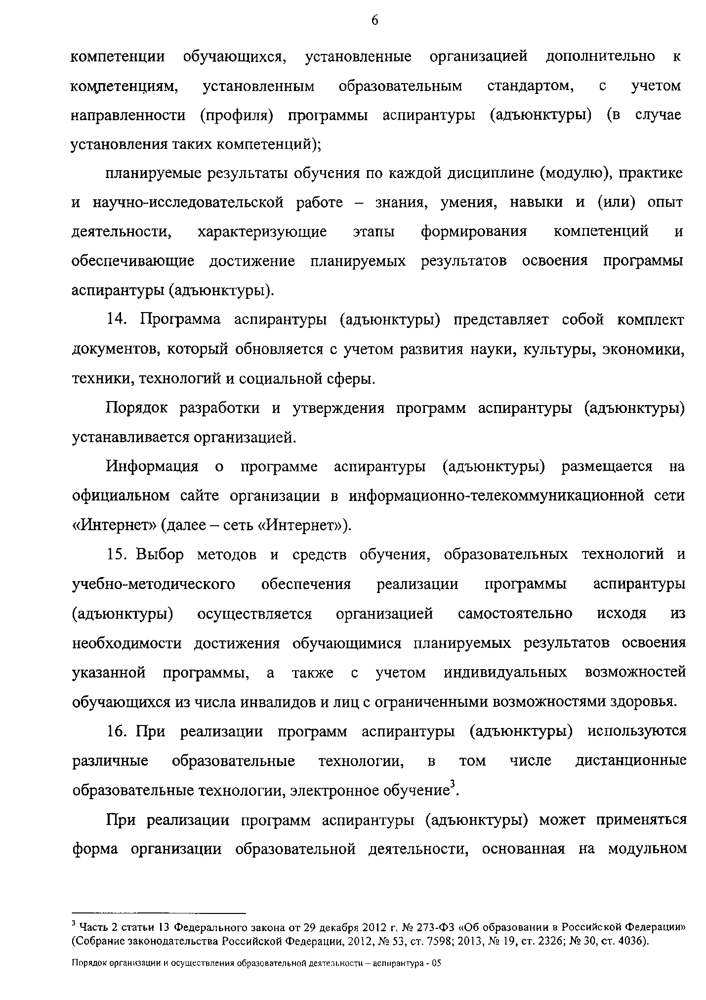 6
компетенции обучающихся, установленные организацией дополнительно к
компетенциям, установленным образовательным стандартом, с учетом
направленности (профиля) программы аспирантуры (адъюнктуры) (в случае
установления таких компетенций);
планируемые результаты обучения по каждой дисциплине (модулю), практике
и научно-исследовательской работе – знания, умения, навыки и (или) опыт
деятельности, характеризующие этапы формирования компетенций и
обеспечивающие достижение планируемых результатов освоения программы
аспирантуры (адъюнктуры).
14. Программа аспирантуры (адъюнктуры) представляет собой комплект
документов, который обновляется с учетом развития науки, культуры, экономики,
техники, технологий и социальной сферы.
Порядок разработки и утверждения программ аспирантуры (адъюнктуры)
устанавливается организацией.
Информация о программе аспирантуры (адъюнктуры) размещается на
официальном сайте организации в информационно-телекоммуникационной сети
«Интернет» (далее – сеть «Интернет»).
15. Выбор методов и средств обучения, образовательных технологий и
учебно-методического обеспечения реализации программы аспирантуры
(адъюнктуры) осуществляется организацией самостоятельно исходя из
необходимости достижения обучающимися планируемых результатов освоения
указанной программы, а также с учетом индивидуальных возможностей
обучающихся из числа инвалидов и лиц с ограниченными возможностями здоровья.
16. При реализации программ аспирантуры (адъюнктуры) используются
различные образовательные технологии, в том числе дистанционные
образовательные технологии, электронное обучение³.
При реализации программ аспирантуры (адъюнктуры) может применяться
форма организации образовательной деятельности, основанная на модульном
³ Часть 2 статьи 13 Федерального закона от 29 декабря 2012 г. № 273-ФЗ «Об образовании в Российской Федерации»
(Собрание законодательства Российской Федерации, 2012, № 53, ст. 7598; 2013, № 19, ст. 2326; № 30, ст. 4036).
Порядок организации и осуществления образовательной деятельности – аспирантура - 05